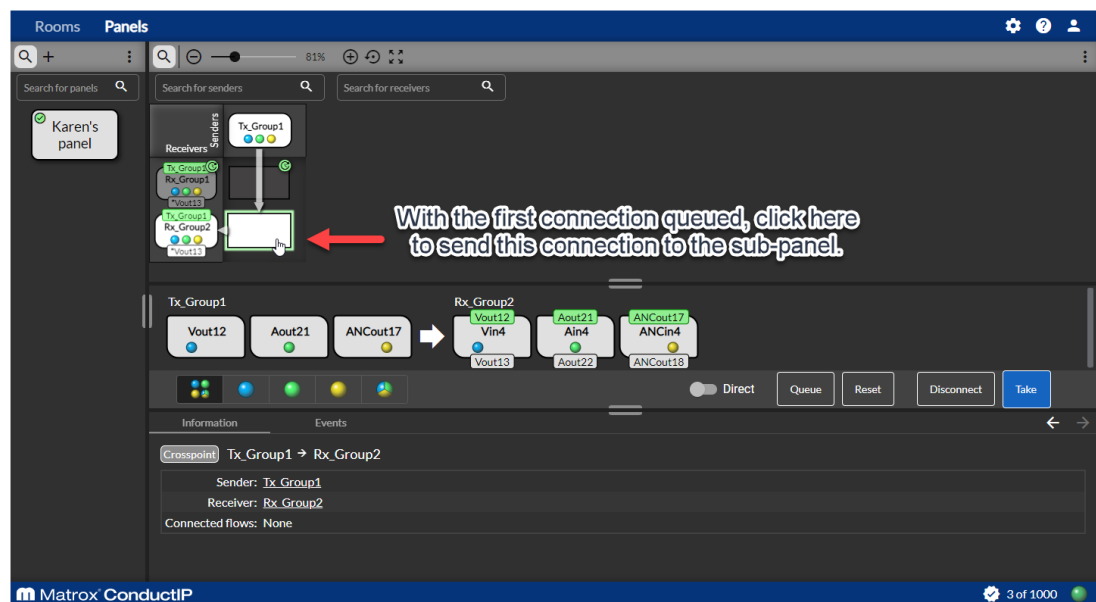 Rooms Panels
81%
Search for panels
Search for senders
Search for receivers
Karen's
panel
Senders
Receivers
Tx_Group1
Tx_Group1
Rx_Group1
*Vout13
Tx_Group1
Rx_Group2
*Vout13
With the first connection queued, click here
to send this connection to the sub-panel.
Tx_Group1
Rx_Group2
Vout12
Aout21
ANCout17
Vout12
Vin4
Vout13
Aout21
Ain4
Aout22
ANCout17
ANCin4
ANCout18
Direct
Queue
Reset
Disconnect
Take
Information
Events
Crosspoint Tx_Group1 → Rx_Group2
Sender: Tx_Group1
Receiver: Rx_Group2
Connected flows: None
Matrox® ConductIP
3 of 1000